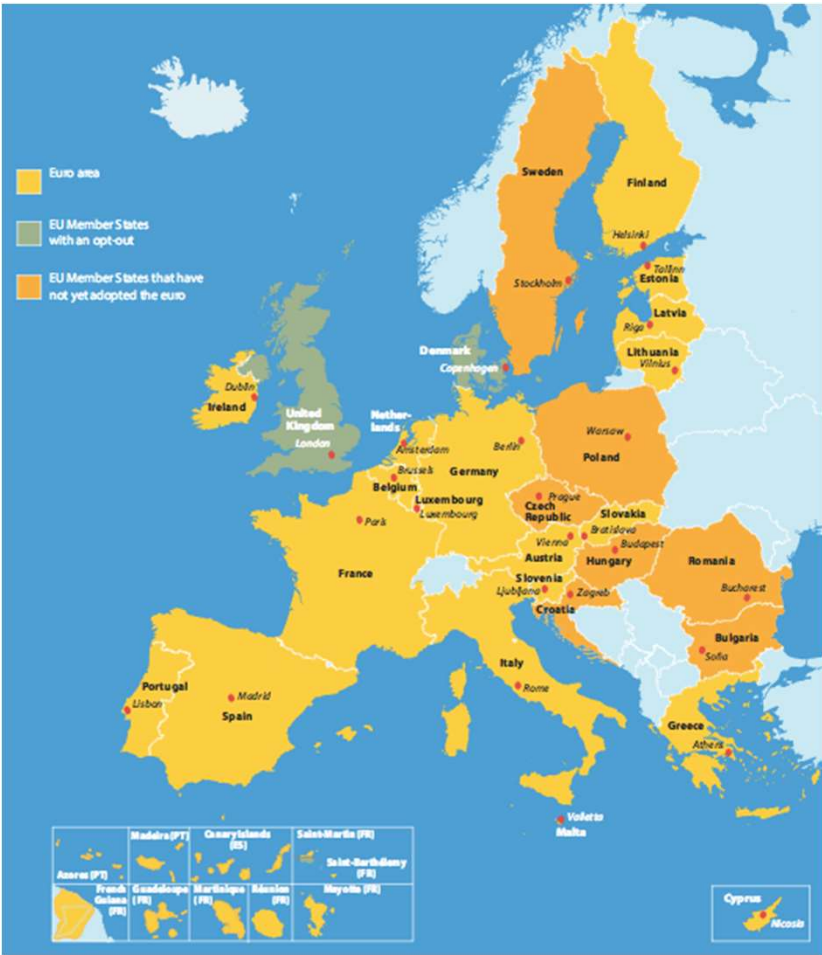 Euro area
EU Member States
with an opt-out
EU Member States that have
not yet adopted the euro
Sweden
Finland
Helsinki
Stockholm
Tallinn
Estonia
Latvia
Riga
Lithuania
Vilnius
Denmark
Copenhagen
Dublin
Ireland
United
Kingdom
London
Nether-
lands
Amsterdam
Berlin
Warsaw
Poland
Brussels
Belgium
Germany
Luxembourg
Luxembourg
Prague
Czech
Republic
Slovakia
Bratislava
Paris
Vienna
Budapest
Austria
Hungary
Romania
France
Slovenia
Ljubljana
Zagreb
Croatia
Bucharest
Bulgaria
Sofia
Italy
Rome
Portugal
Lisbon
Madrid
Spain
Greece
Athens
Valletta
Malta
Azores (PT)
Madeira (PT)
Canary Islands
(ES)
Saint-Martin (FR)
Saint-Barthélemy
(FR)
French
Guiana
(FR)
Guadeloupe
(FR)
Martinique
(FR)
Réunion
(FR)
Mayotte (FR)
Cyprus
Nicosia